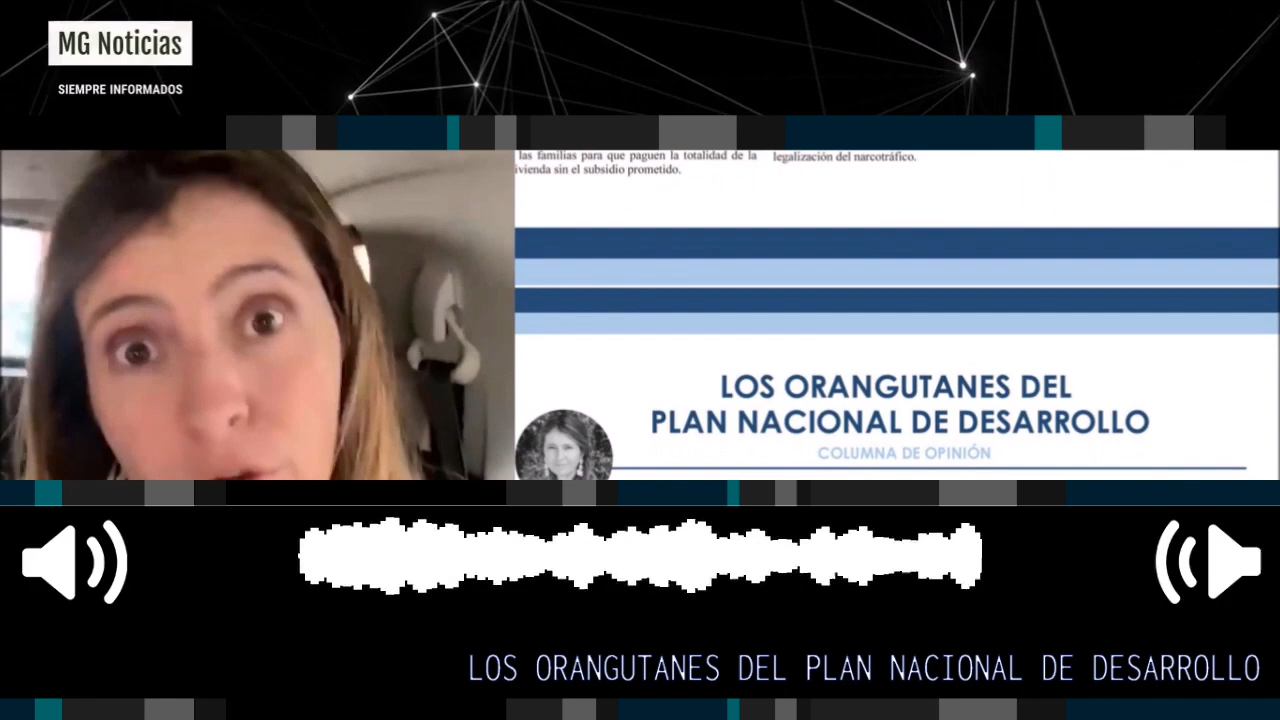 MG Noticias
SIEMPRE INFORMADOS
las familias para que paguen la totalidad de la
ivienda sin el subsidio prometido.
legalización del narcotráfico.
LOS ORANGUTANES DEL
PLAN NACIONAL DE DESARROLLO
COLUMNA DE OPINIÓN
LOS ORANGUTANES DEL PLAN NACIONAL DE DESARROLLO